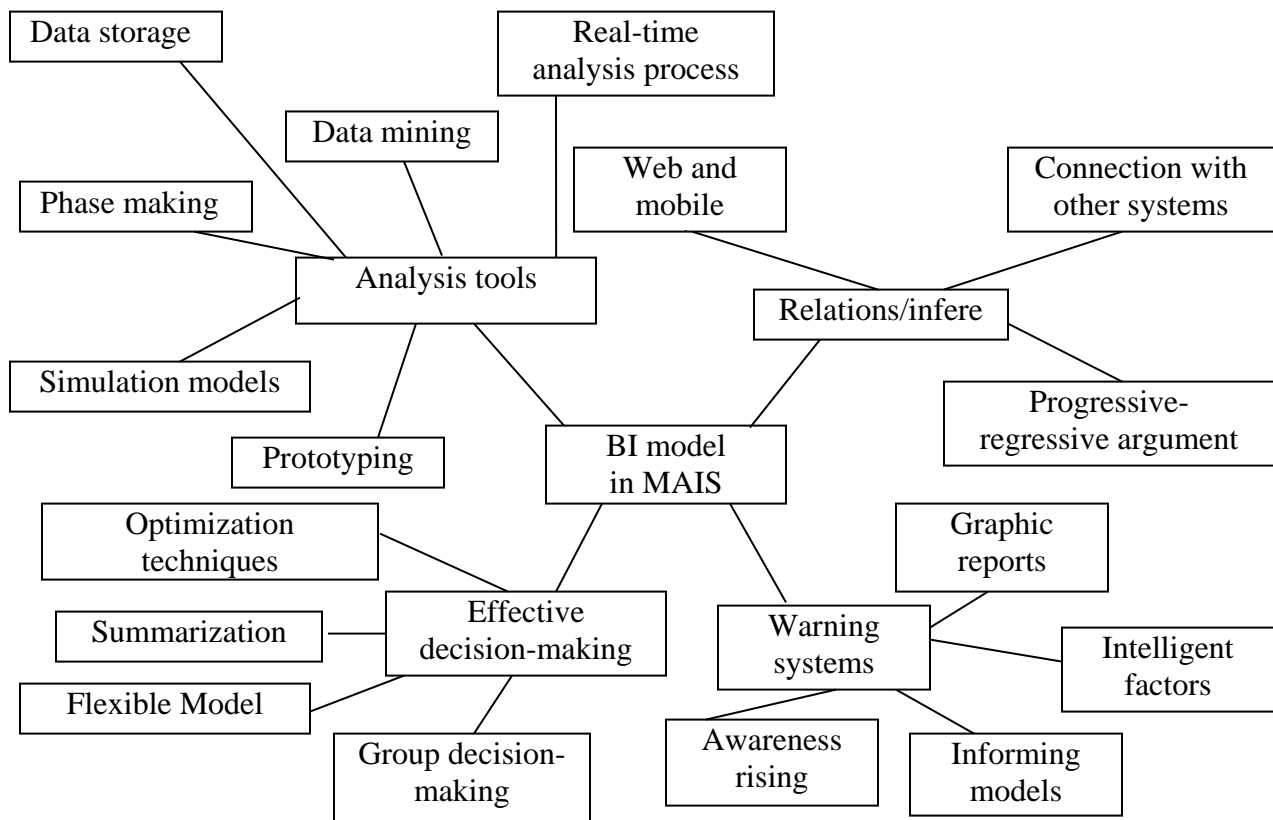 Data storage
Real-time
analysis process
Data mining
Web and
mobile
Connection with
other systems
Phase making
Analysis tools
Relations/infere
Simulation models
Progressive-
regressive argument
Prototyping
BI model
in MAIS
Optimization
techniques
Graphic
reports
Effective
decision-making
Summarization
Warning
systems
Intelligent
factors
Flexible Model
Group decision-
making
Awareness
rising
Informing
models